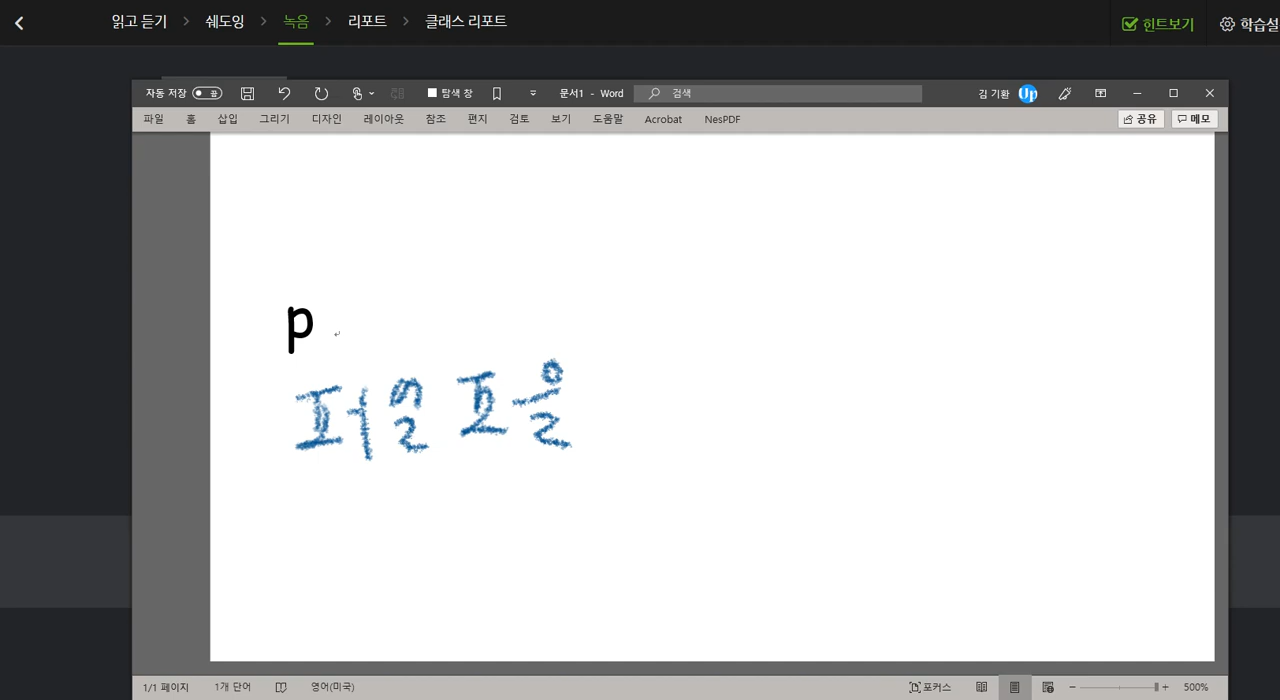 읽고 듣기 > 쉐도잉 > 녹음 > 리포트 > 클래스 리포트 힌트보기 학습설
자동 저장 문서1 - Word 검색 김 기환 Up
탐색 창
파일 홈 삽입 그리기 디자인 레이아웃 참조 편지 검토 보기 도움말 Acrobat NesPDF 공유 메모
p
1/1 페이지 1개 단어 영어(미국) 포커스 500%